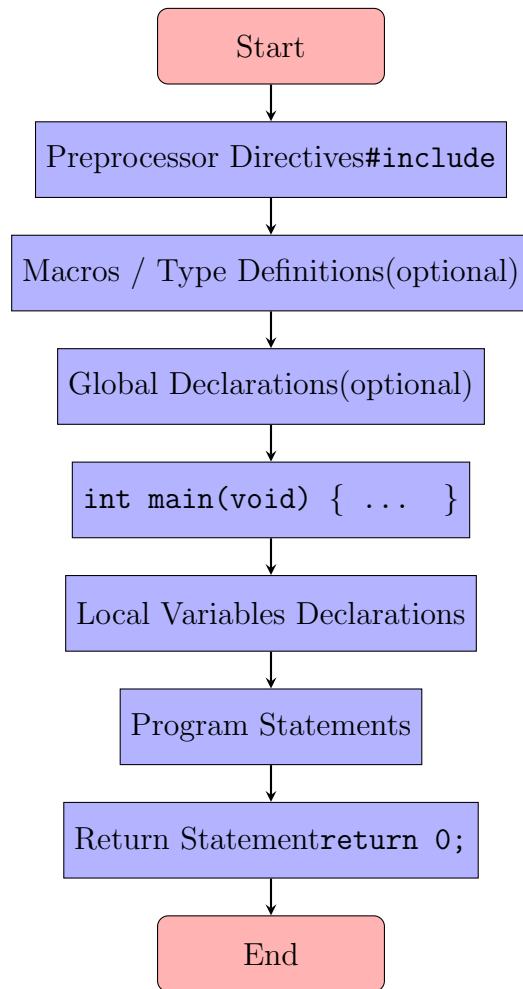 Start
Preprocessor Directives#include
Macros / Type Definitions(optional)
Global Declarations(optional)
int main(void) { ... }
Local Variables Declarations
Program Statements
Return Statementreturn 0;
End